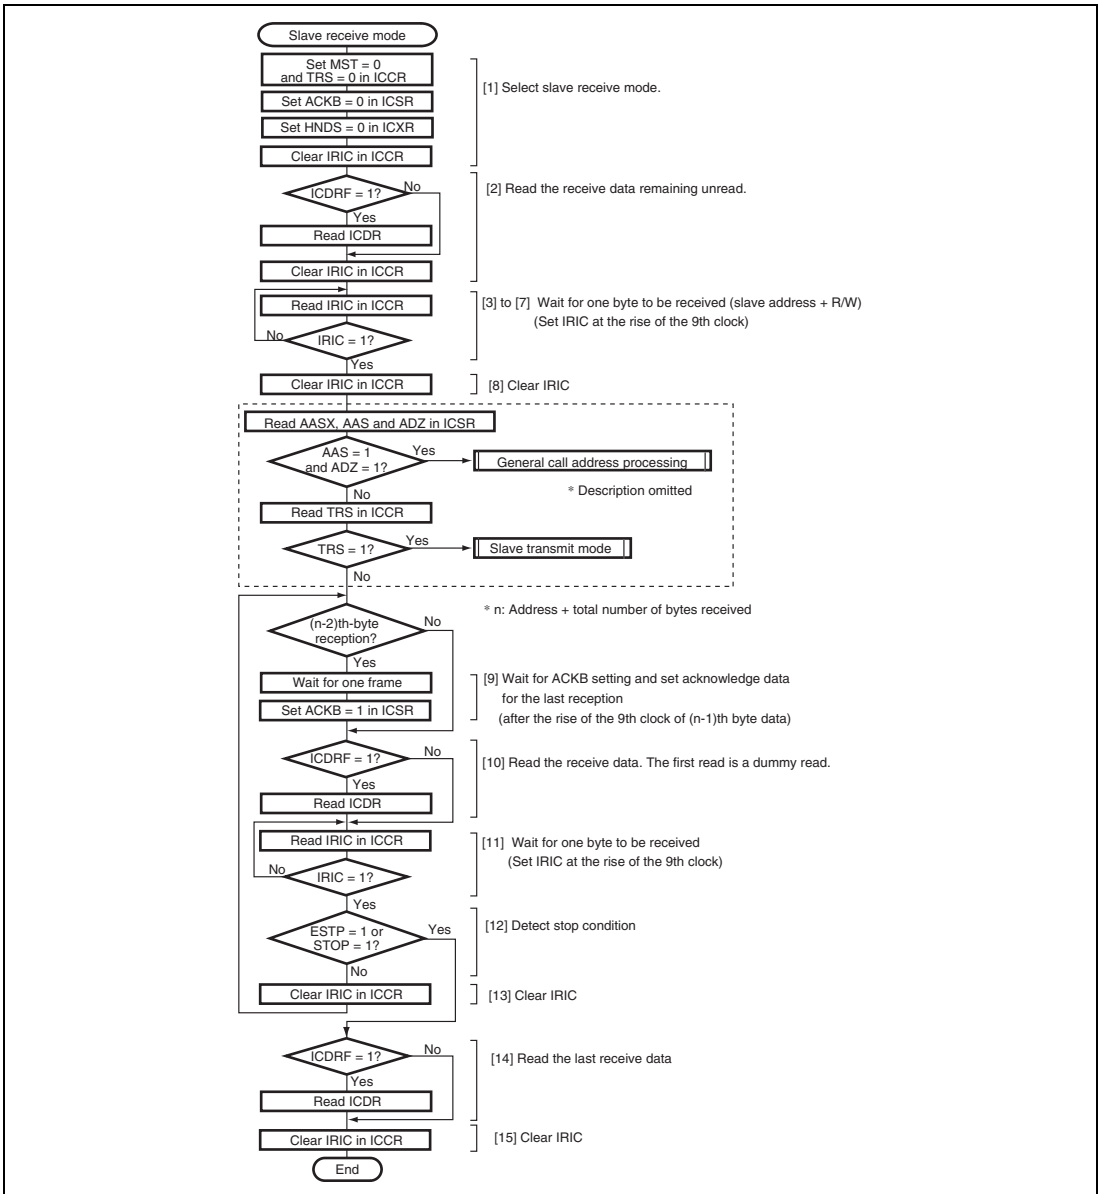 Slave receive mode
Set MST = 0
and TRS = 0 in ICCR
[1] Select slave receive mode.
Set ACKB = 0 in ICSR
Set HNDS = 0 in ICXR
Clear IRIC in ICCR
ICDRF = 1?
No
[2] Read the receive data remaining unread.
Yes
Read ICDR
Clear IRIC in ICCR
Read IRIC in ICCR
[3] to [7] Wait for one byte to be received (slave address + R/W)
(Set IRIC at the rise of the 9th clock)
No
IRIC = 1?
Yes
Clear IRIC in ICCR
[8] Clear IRIC
Read AASX, AAS and ADZ in ICSR
AAS = 1
and ADZ = 1?
Yes
General call address processing
* Description omitted
No
Read TRS in ICCR
TRS = 1?
Yes
Slave transmit mode
No
* n: Address + total number of bytes received
(n-2)th-byte
reception?
No
Yes
Wait for one frame
[9] Wait for ACKB setting and set acknowledge data
for the last reception
(after the rise of the 9th clock of (n-1)th byte data)
Set ACKB = 1 in ICSR
ICDRF = 1?
No
[10] Read the receive data. The first read is a dummy read.
Yes
Read ICDR
Read IRIC in ICCR
[11] Wait for one byte to be received
(Set IRIC at the rise of the 9th clock)
No
IRIC = 1?
Yes
ESTP = 1 or
STOP = 1?
Yes
[12] Detect stop condition
No
Clear IRIC in ICCR
[13] Clear IRIC
ICDRF = 1?
No
[14] Read the last receive data
Yes
Read ICDR
Clear IRIC in ICCR
[15] Clear IRIC
End